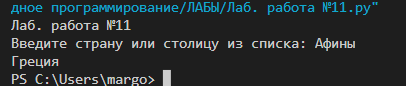 дное программирование/ЛАБЫ/Лаб. работа №11.py"
Лаб. работа №11
Введите страну или столицу из списка: Афины
Греция
PS C:\Users\margo>